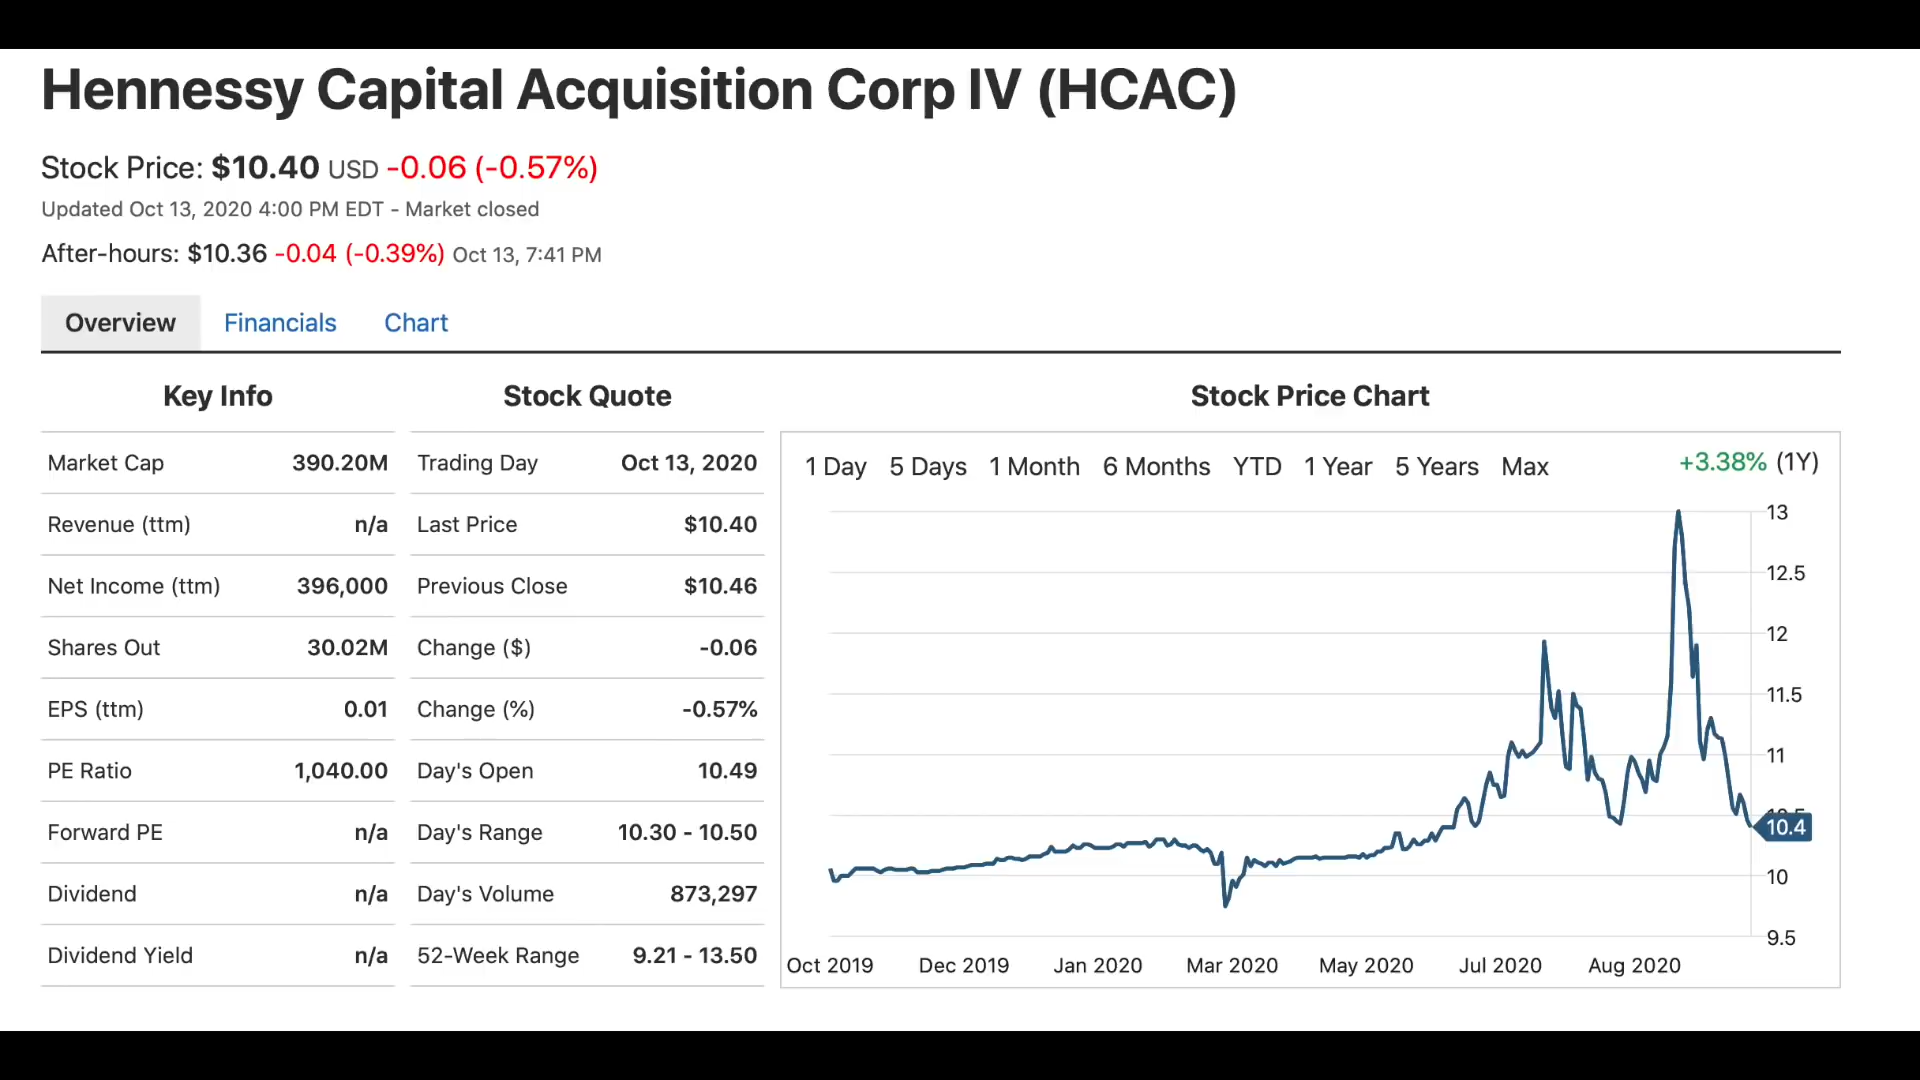 Hennessy Capital Acquisition Corp IV (HCAC)
Stock Price: $10.40 USD -0.06 (-0.57%)
Updated Oct 13, 2020 4:00 PM EDT - Market closed
After-hours: $10.36 -0.04 (-0.39%) Oct 13, 7:41 PM
Overview Financials Chart
Key Info
Market Cap 390.20M
Revenue (ttm) n/a
Net Income (ttm) 396,000
Shares Out 30.02M
EPS (ttm) 0.01
PE Ratio 1,040.00
Forward PE n/a
Dividend n/a
Dividend Yield n/a
Stock Quote
Trading Day Oct 13, 2020
Last Price $10.40
Previous Close $10.46
Change ($) -0.06
Change (%) -0.57%
Day's Open 10.49
Day's Range 10.30 - 10.50
Day's Volume 873,297
52-Week Range 9.21 - 13.50
Stock Price Chart
1 Day 5 Days 1 Month 6 Months YTD 1 Year 5 Years Max +3.38% (1Y)
13
12.5
12
11.5
11
10.4
10
9.5
Oct 2019 Dec 2019 Jan 2020 Mar 2020 May 2020 Jul 2020 Aug 2020